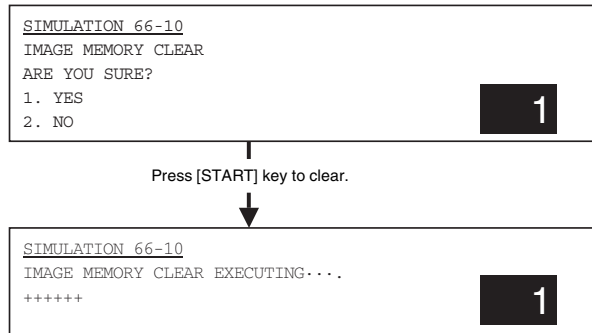 SIMULATION 66-10
IMAGE MEMORY CLEAR
ARE YOU SURE?
1. YES
2. NO
1
Press [START] key to clear.
SIMULATION 66-10
IMAGE MEMORY CLEAR EXECUTING····.
++++++
1